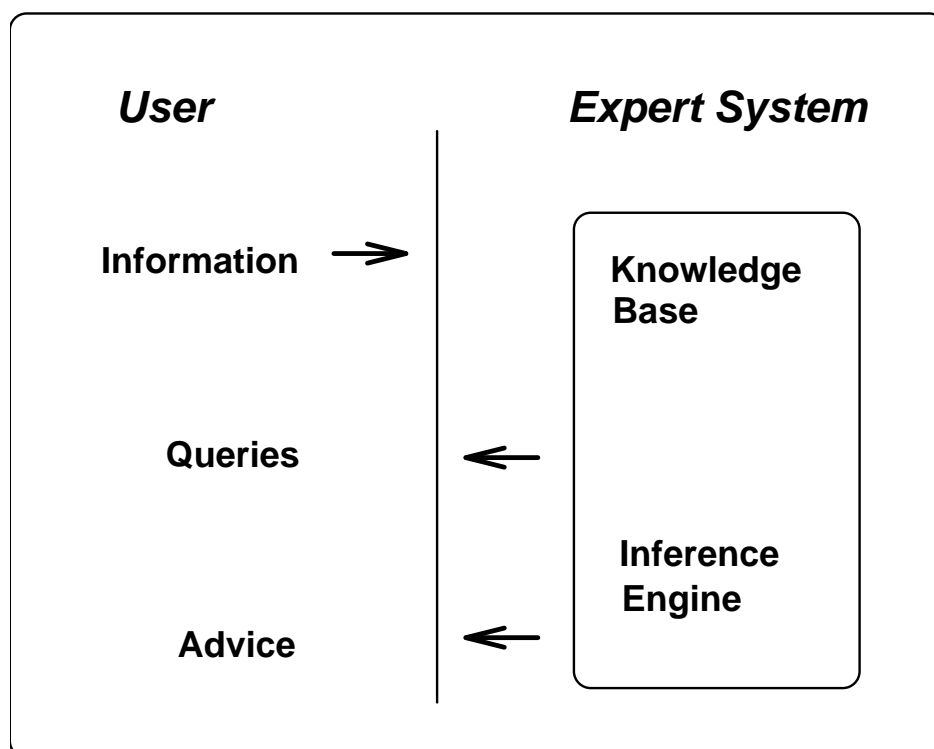 User
Expert System
Information
Knowledge
Base
Queries
Inference
Engine
Advice